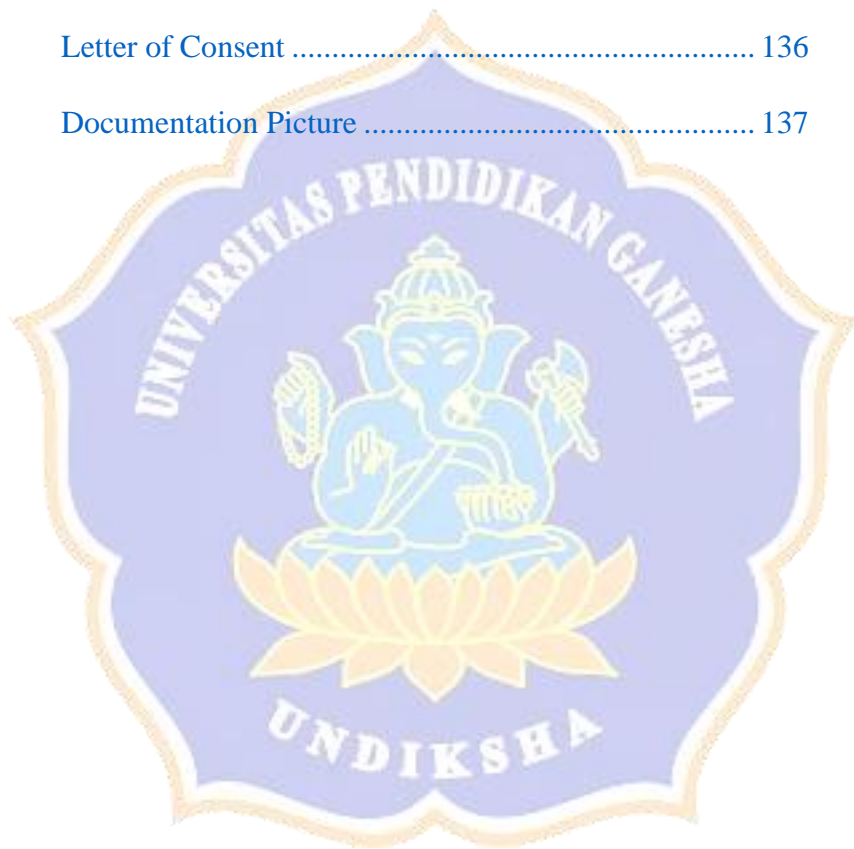 Letter of Consent ........................................................ 136
Documentation Picture ............................................... 137
UNIVERSITAS PENDIDIKAN GANESHA
UNDIKSHA